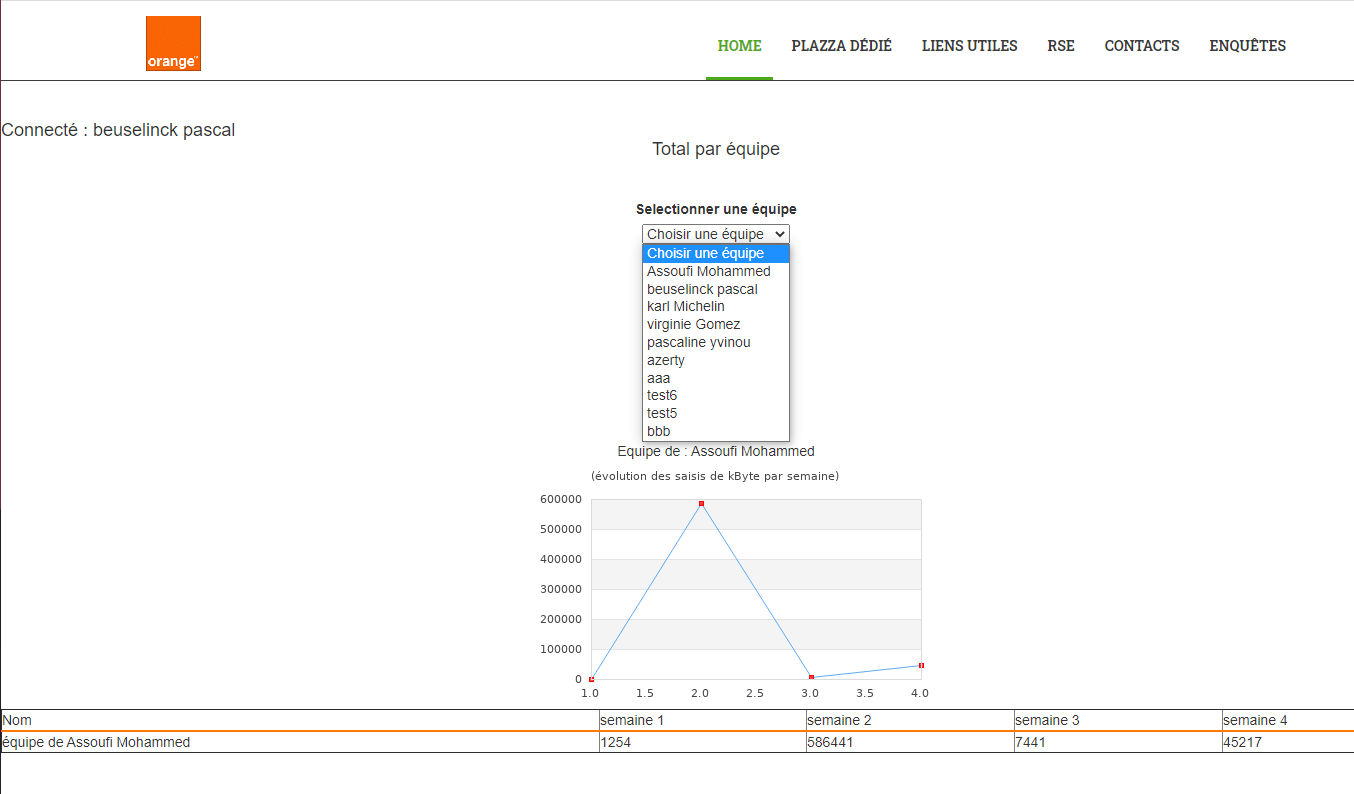 orange™
HOME PLAZZA DÉDIÉ LIENS UTILES RSE CONTACTS ENQUÊTES
Connecté : beuselinck pascal
Total par équipe
Selectionner une équipe
Choisir une équipe
Choisir une équipe
Assoufi Mohammed
beuselinck pascal
karl Michelin
virginie Gomez
pascaline yvinou
azerty
aaa
test6
test5
bbb
Equipe de : Assoufi Mohammed
(évolution des saisis de kByte par semaine)
600000
500000
400000
300000
200000
100000
0
1.0 1.5 2.0 2.5 3.0 3.5 4.0
Nom semaine 1 semaine 2 semaine 3 semaine 4
équipe de Assoufi Mohammed 1254 586441 7441 45217